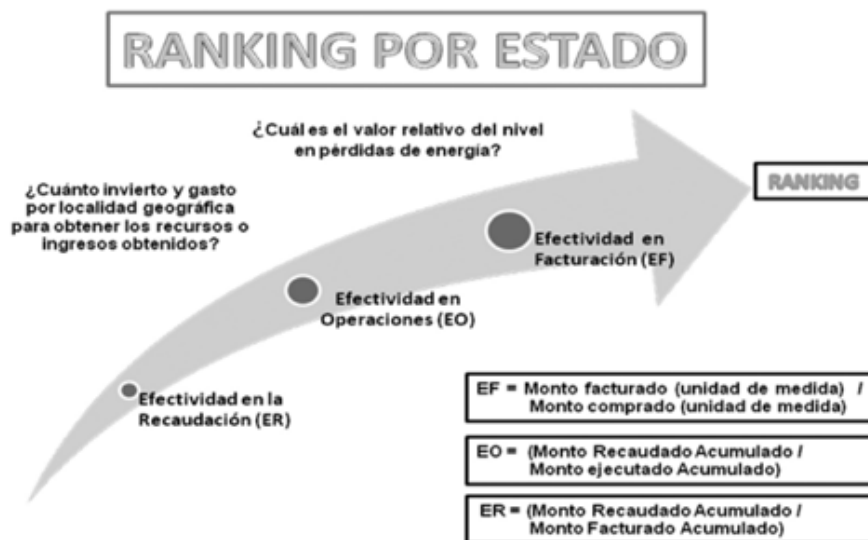 RANKING POR ESTADO
¿Cuál es el valor relativo del nivel
en pérdidas de energía?
RANKING
¿Cuánto invierto y gasto
por localidad geográfica
para obtener los recursos o
ingresos obtenidos?
Efectividad en
Facturación (EF)
Efectividad en
Operaciones (EO)
Efectividad en la
Recaudación (ER)
EF = Monto facturado (unidad de medida) /
Monto comprado (unidad de medida)
EO = (Monto Recaudado Acumulado /
Monto ejecutado Acumulado)
ER = (Monto Recaudado Acumulado /
Monto Facturado Acumulado)